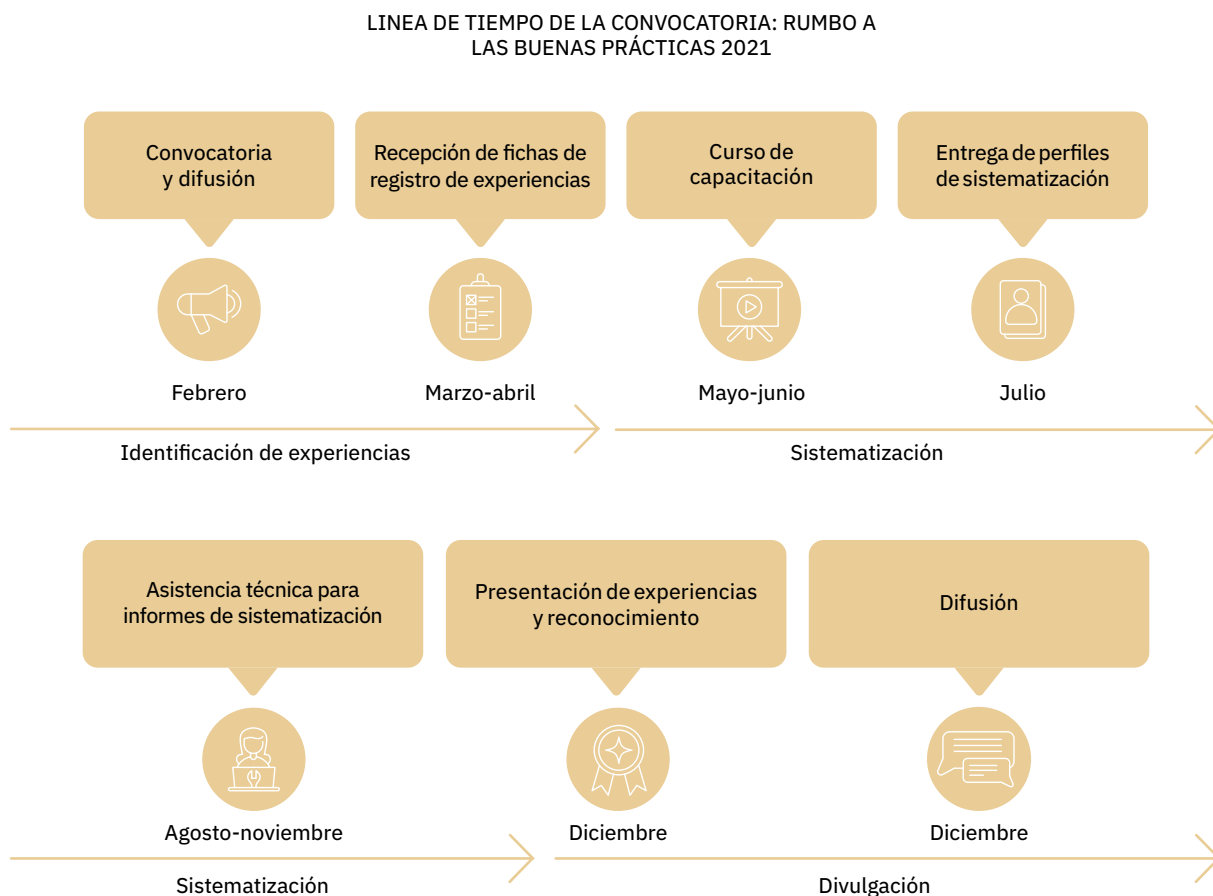 LINEA DE TIEMPO DE LA CONVOCATORIA: RUMBO A
LAS BUENAS PRÁCTICAS 2021
Convocatoria
y difusión
Recepción de fichas de
registro de experiencias
Curso de
capacitación
Entrega de perfiles
de sistematización
Febrero
Marzo-abril
Mayo-junio
Julio
Identificación de experiencias
Sistematización
Asistencia técnica para
informes de sistematización
Presentación de experiencias
y reconocimiento
Difusión
Agosto-noviembre
Diciembre
Diciembre
Sistematización
Divulgación